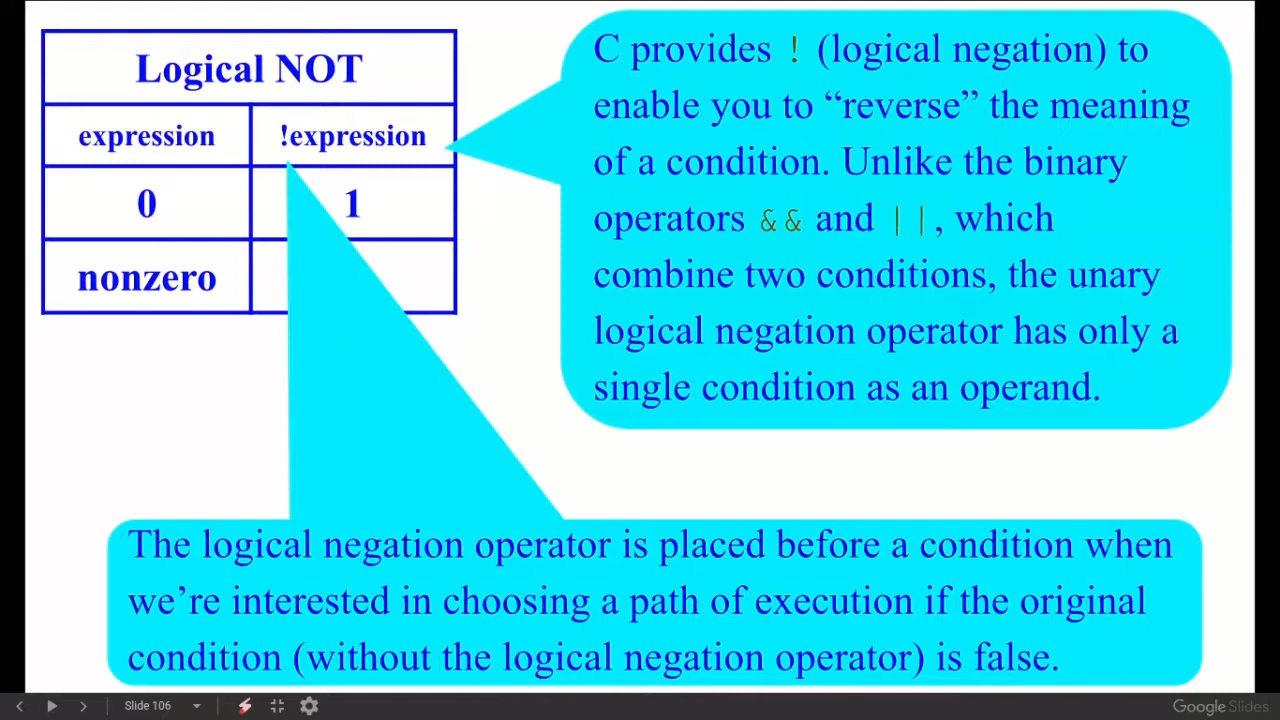 Logical NOT
expression !expression
0 1
nonzero
C provides ! (logical negation) to
enable you to “reverse” the meaning
of a condition. Unlike the binary
operators && and ||, which
combine two conditions, the unary
logical negation operator has only a
single condition as an operand.
The logical negation operator is placed before a condition when
we’re interested in choosing a path of execution if the original
condition (without the logical negation operator) is false.
Slide 106
Google Slides